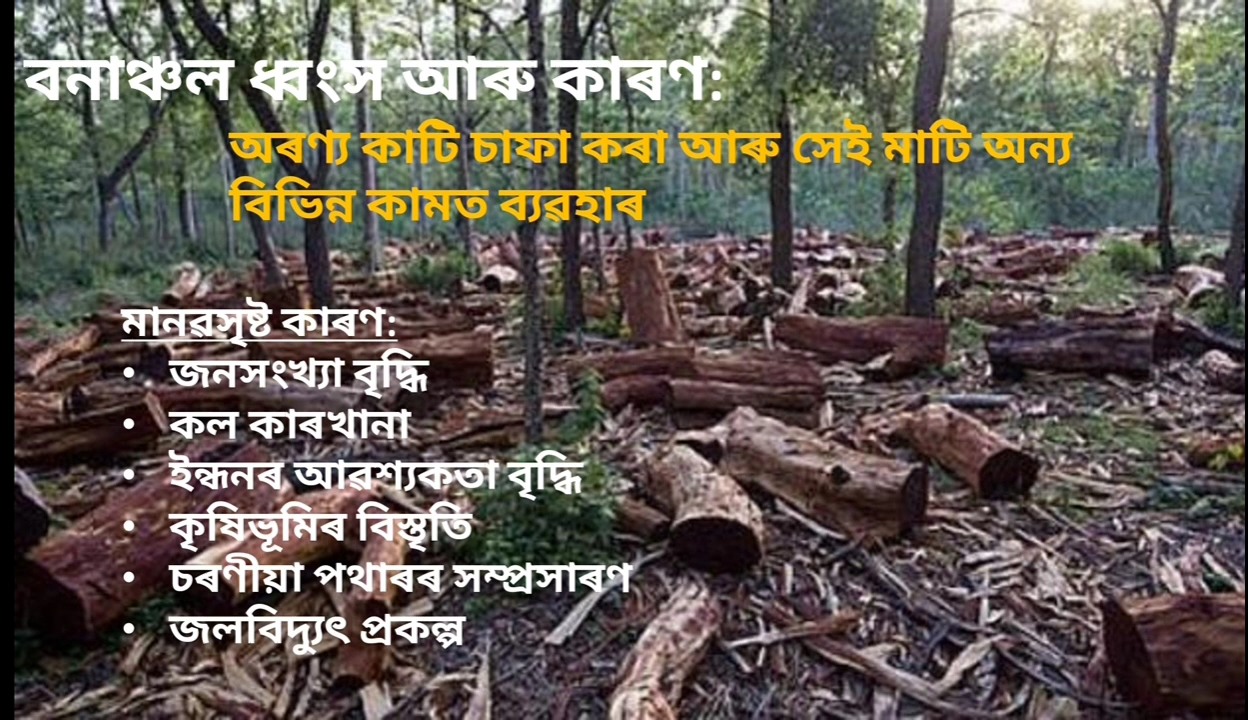 বনাঞ্চল ধ্বংস আৰু কাৰণ:
অৰণ্য কাটি চাফা কৰা আৰু সেই মাটি অন্য
বিভিন্ন কামত ব্যৱহাৰ
মানৱসৃষ্ট কাৰণ:
• জনসংখ্যা বৃদ্ধি
• কল কাৰখানা
• ইন্ধনৰ আৱশ্যকতা বৃদ্ধি
• কৃষিভূমিৰ বিস্তৃতি
• চৰণীয়া পথাৰৰ সম্প্ৰসাৰণ
• জলবিদ্যুৎ প্ৰকল্প